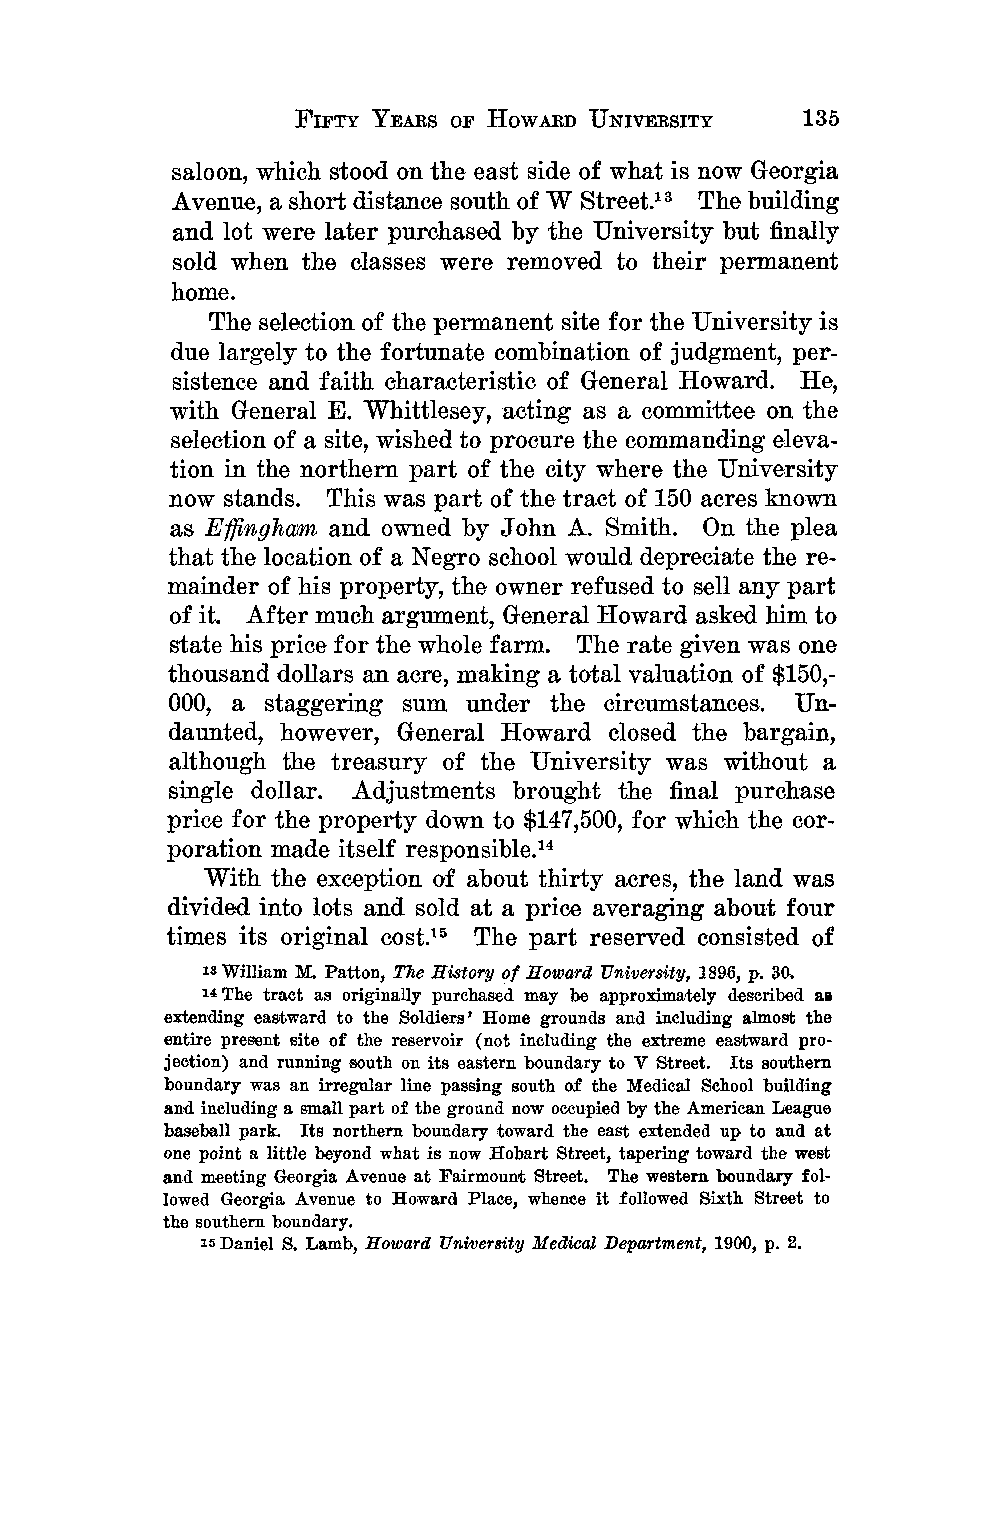 FIFTY YEARS OF HOWARD UNIVERSITY 135
saloon, which stood on the east side of what is now Georgia
Avenue, a short distance south of W Street.¹³ The building
and lot were later purchased by the University but finally
sold when the classes were removed to their permanent
home.
The selection of the permanent site for the University is
due largely to the fortunate combination of judgment, per-
sistence and faith characteristic of General Howard. He,
with General E. Whittlesey, acting as a committee on the
selection of a site, wished to procure the commanding eleva-
tion in the northern part of the city where the University
now stands. This was part of the tract of 150 acres known
as Effingham and owned by John A. Smith. On the plea
that the location of a Negro school would depreciate the re-
mainder of his property, the owner refused to sell any part
of it. After much argument, General Howard asked him to
state his price for the whole farm. The rate given was one
thousand dollars an acre, making a total valuation of $150,-
000, a staggering sum under the circumstances. Un-
daunted, however, General Howard closed the bargain,
although the treasury of the University was without a
single dollar. Adjustments brought the final purchase
price for the property down to $147,500, for which the cor-
poration made itself responsible.¹⁴
With the exception of about thirty acres, the land was
divided into lots and sold at a price averaging about four
times its original cost.¹⁵ The part reserved consisted of
¹³ William M. Patton, The History of Howard University, 1896, p. 30.
¹⁴ The tract as originally purchased may be approximately described as
extending eastward to the Soldiers' Home grounds and including almost the
entire present site of the reservoir (not including the extreme eastward pro-
jection) and running south on its eastern boundary to V Street. Its southern
boundary was an irregular line passing south of the Medical School building
and including a small part of the ground now occupied by the American League
baseball park. Its northern boundary toward the east extended up to and at
one point a little beyond what is now Hobart Street, tapering toward the west
and meeting Georgia Avenue at Fairmount Street. The western boundary fol-
lowed Georgia Avenue to Howard Place, whence it followed Sixth Street to
the southern boundary.
¹⁵ Daniel S. Lamb, Howard University Medical Department, 1900, p. 2.